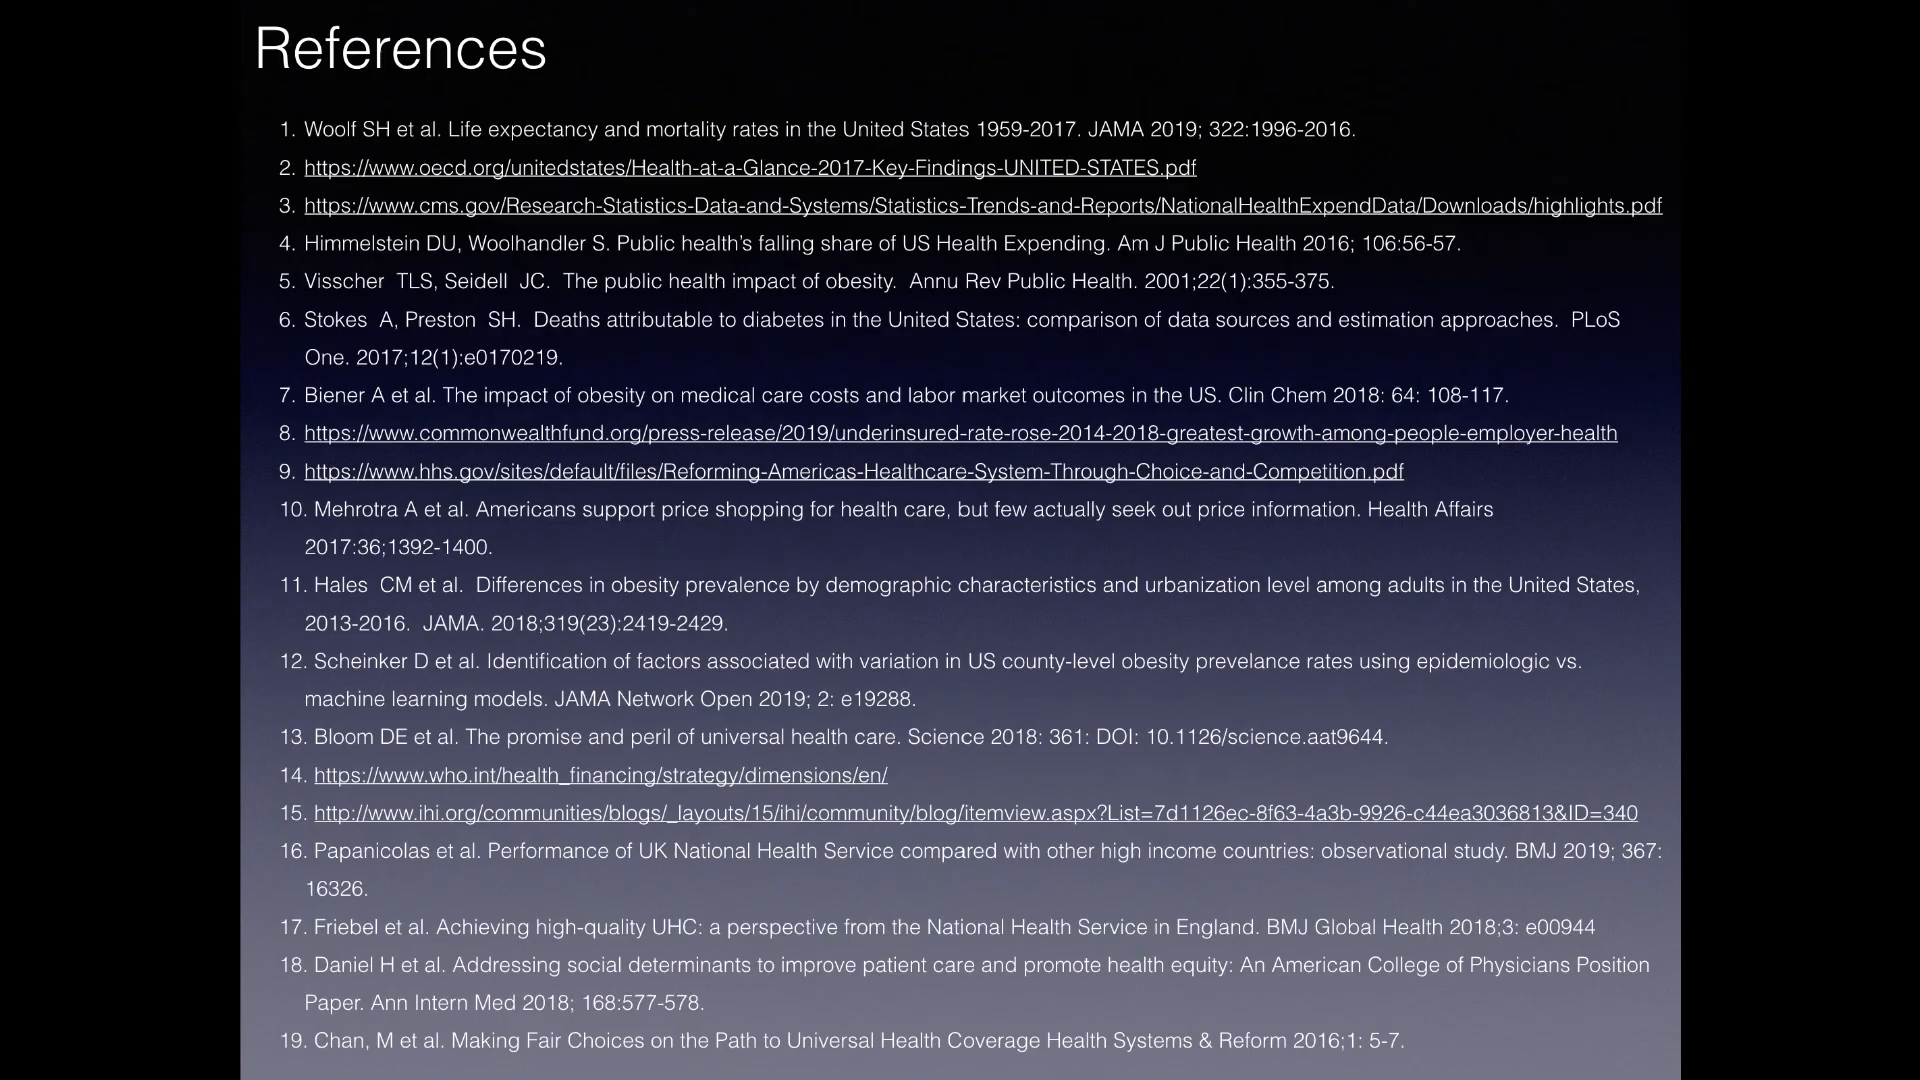 References
1. Woolf SH et al. Life expectancy and mortality rates in the United States 1959-2017. JAMA 2019; 322:1996-2016.
2. https://www.oecd.org/unitedstates/Health-at-a-Glance-2017-Key-Findings-UNITED-STATES.pdf
3. https://www.cms.gov/Research-Statistics-Data-and-Systems/Statistics-Trends-and-Reports/NationalHealthExpendData/Downloads/highlights.pdf
4. Himmelstein DU, Woolhandler S. Public health’s falling share of US Health Expending. Am J Public Health 2016; 106:56-57.
5. Visscher TLS, Seidell JC. The public health impact of obesity. Annu Rev Public Health. 2001;22(1):355-375.
6. Stokes A, Preston SH. Deaths attributable to diabetes in the United States: comparison of data sources and estimation approaches. PLoS
One. 2017;12(1):e0170219.
7. Biener A et al. The impact of obesity on medical care costs and labor market outcomes in the US. Clin Chem 2018: 64: 108-117.
8. https://www.commonwealthfund.org/press-release/2019/underinsured-rate-rose-2014-2018-greatest-growth-among-people-employer-health
9. https://www.hhs.gov/sites/default/files/Reforming-Americas-Healthcare-System-Through-Choice-and-Competition.pdf
10. Mehrotra A et al. Americans support price shopping for health care, but few actually seek out price information. Health Affairs
2017:36;1392-1400.
11. Hales CM et al. Differences in obesity prevalence by demographic characteristics and urbanization level among adults in the United States,
2013-2016. JAMA. 2018;319(23):2419-2429.
12. Scheinker D et al. Identification of factors associated with variation in US county-level obesity prevelance rates using epidemiologic vs.
machine learning models. JAMA Network Open 2019; 2: e19288.
13. Bloom DE et al. The promise and peril of universal health care. Science 2018: 361: DOI: 10.1126/science.aat9644.
14. https://www.who.int/health_financing/strategy/dimensions/en/
15. http://www.ihi.org/communities/blogs/_layouts/15/ihi/community/blog/itemview.aspx?List=7d1126ec-8f63-4a3b-9926-c44ea3036813&ID=340
16. Papanicolas et al. Performance of UK National Health Service compared with other high income countries: observational study. BMJ 2019; 367:
16326.
17. Friebel et al. Achieving high-quality UHC: a perspective from the National Health Service in England. BMJ Global Health 2018;3: e00944
18. Daniel H et al. Addressing social determinants to improve patient care and promote health equity: An American College of Physicians Position
Paper. Ann Intern Med 2018; 168:577-578.
19. Chan, M et al. Making Fair Choices on the Path to Universal Health Coverage Health Systems & Reform 2016;1: 5-7.